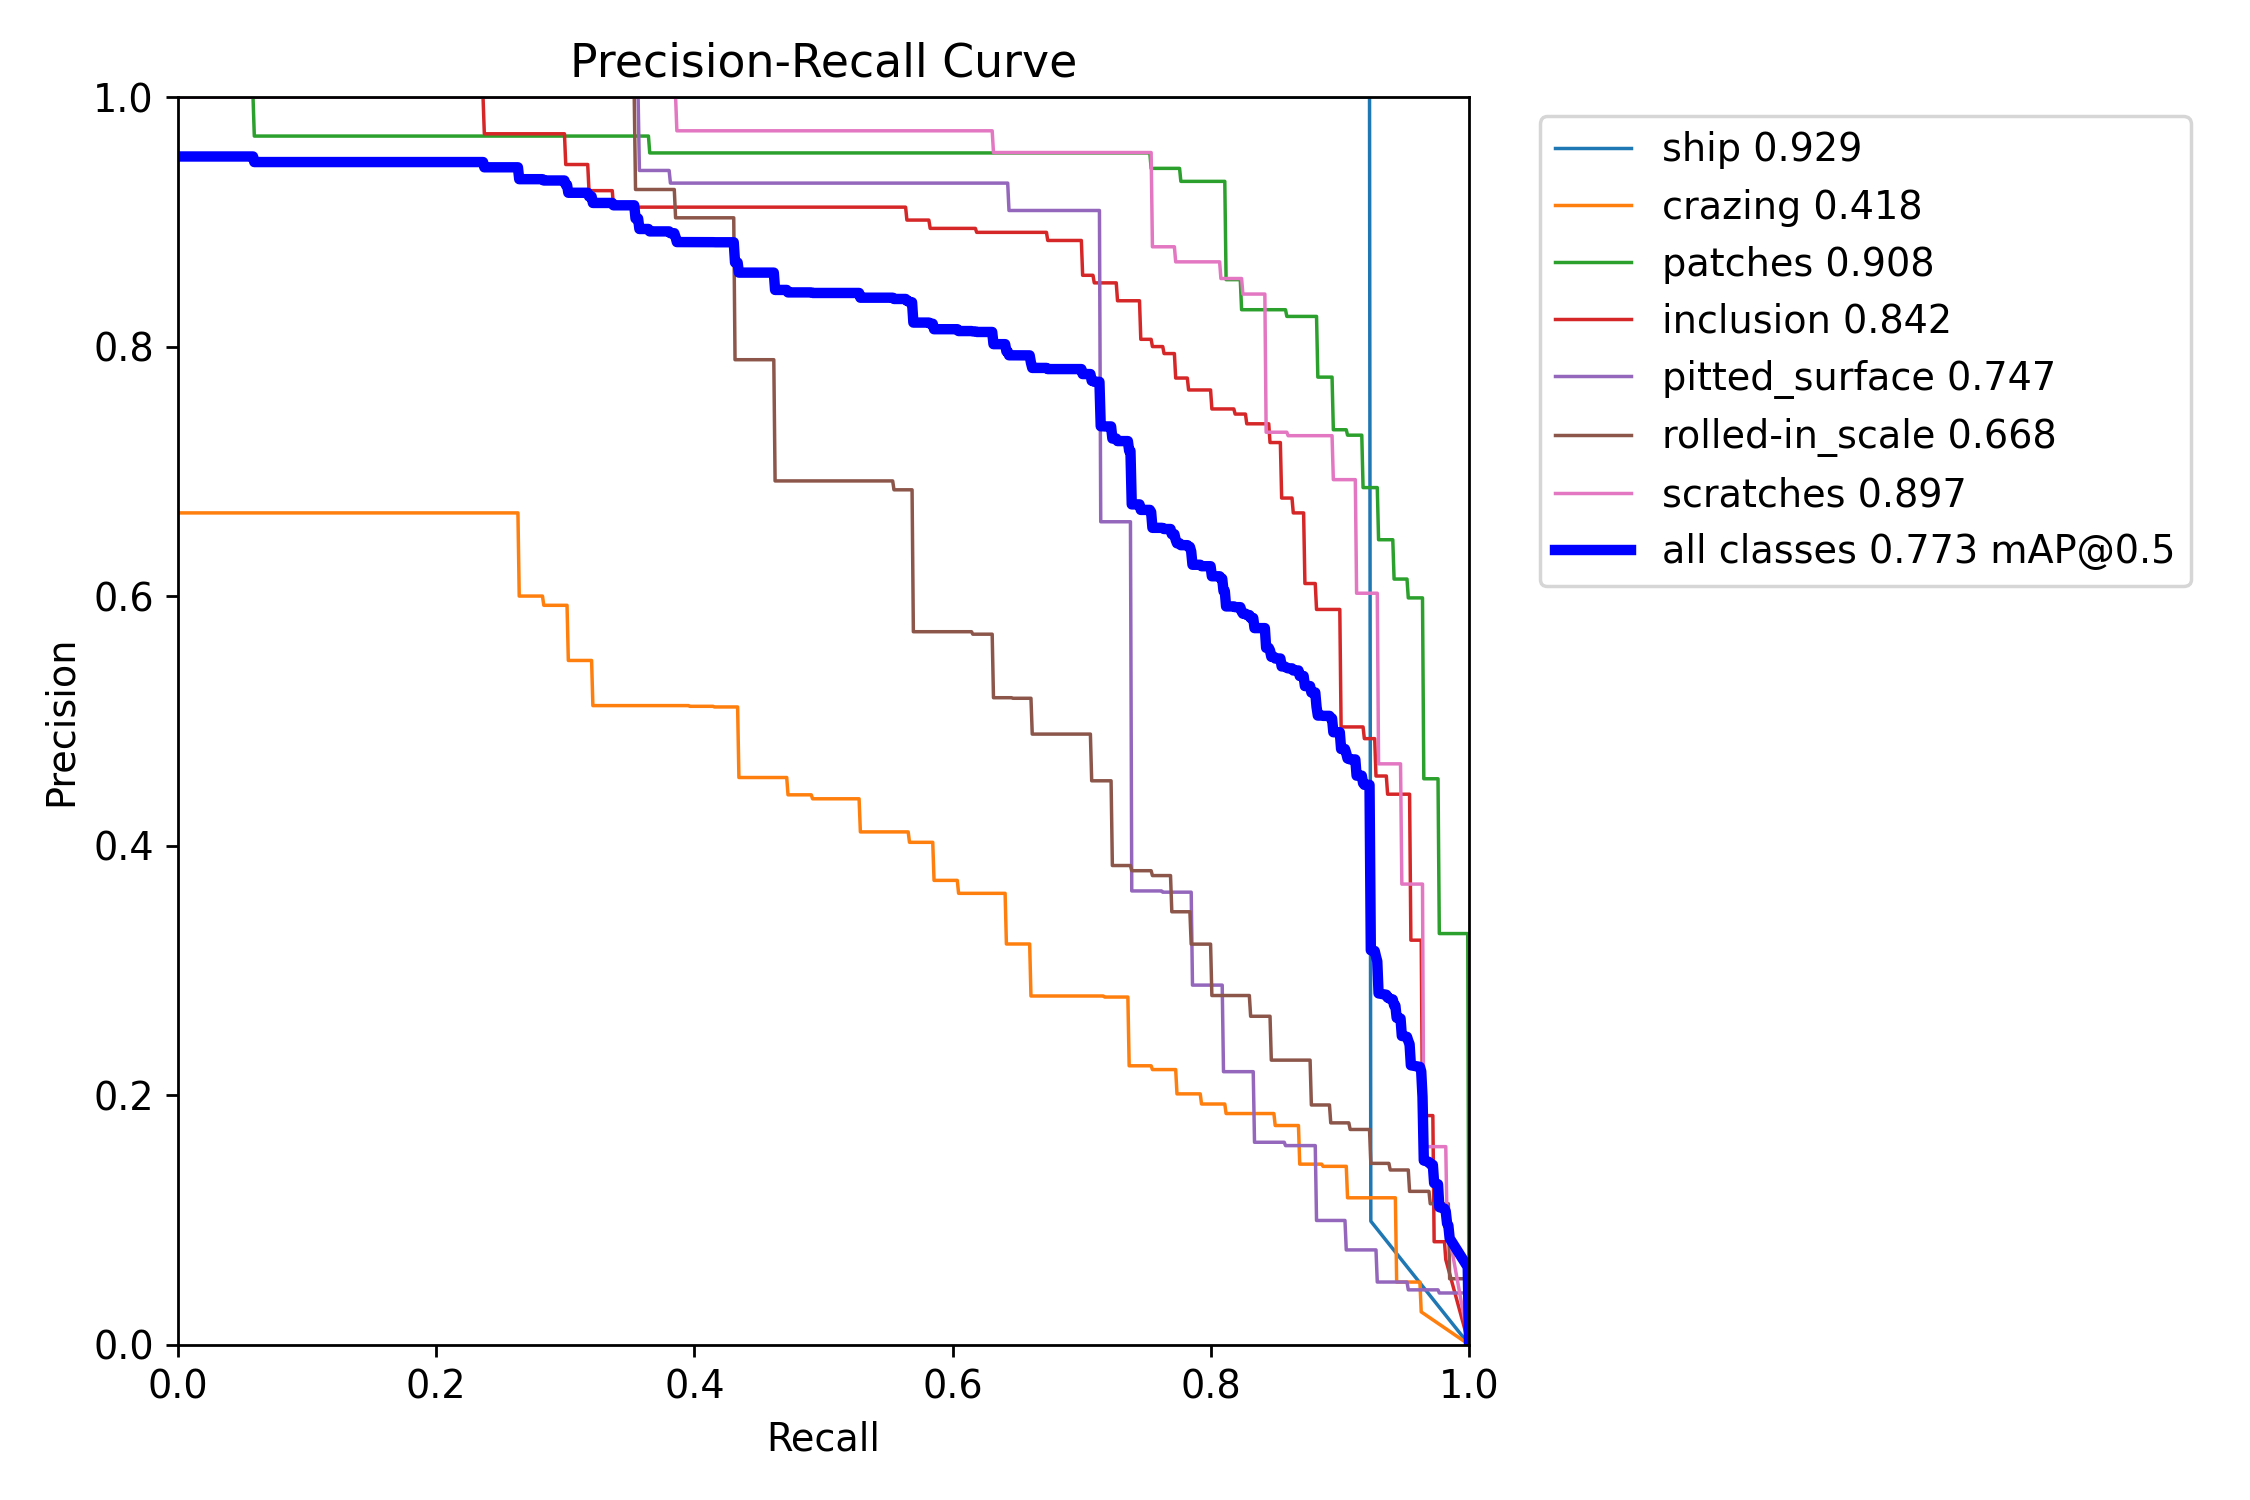 Precision-Recall Curve
1.0
0.8
0.6
0.4
0.2
0.0
Precision
0.0 0.2 0.4 0.6 0.8 1.0
Recall
ship 0.929
crazing 0.418
patches 0.908
inclusion 0.842
pitted_surface 0.747
rolled-in_scale 0.668
scratches 0.897
all classes 0.773 mAP@0.5